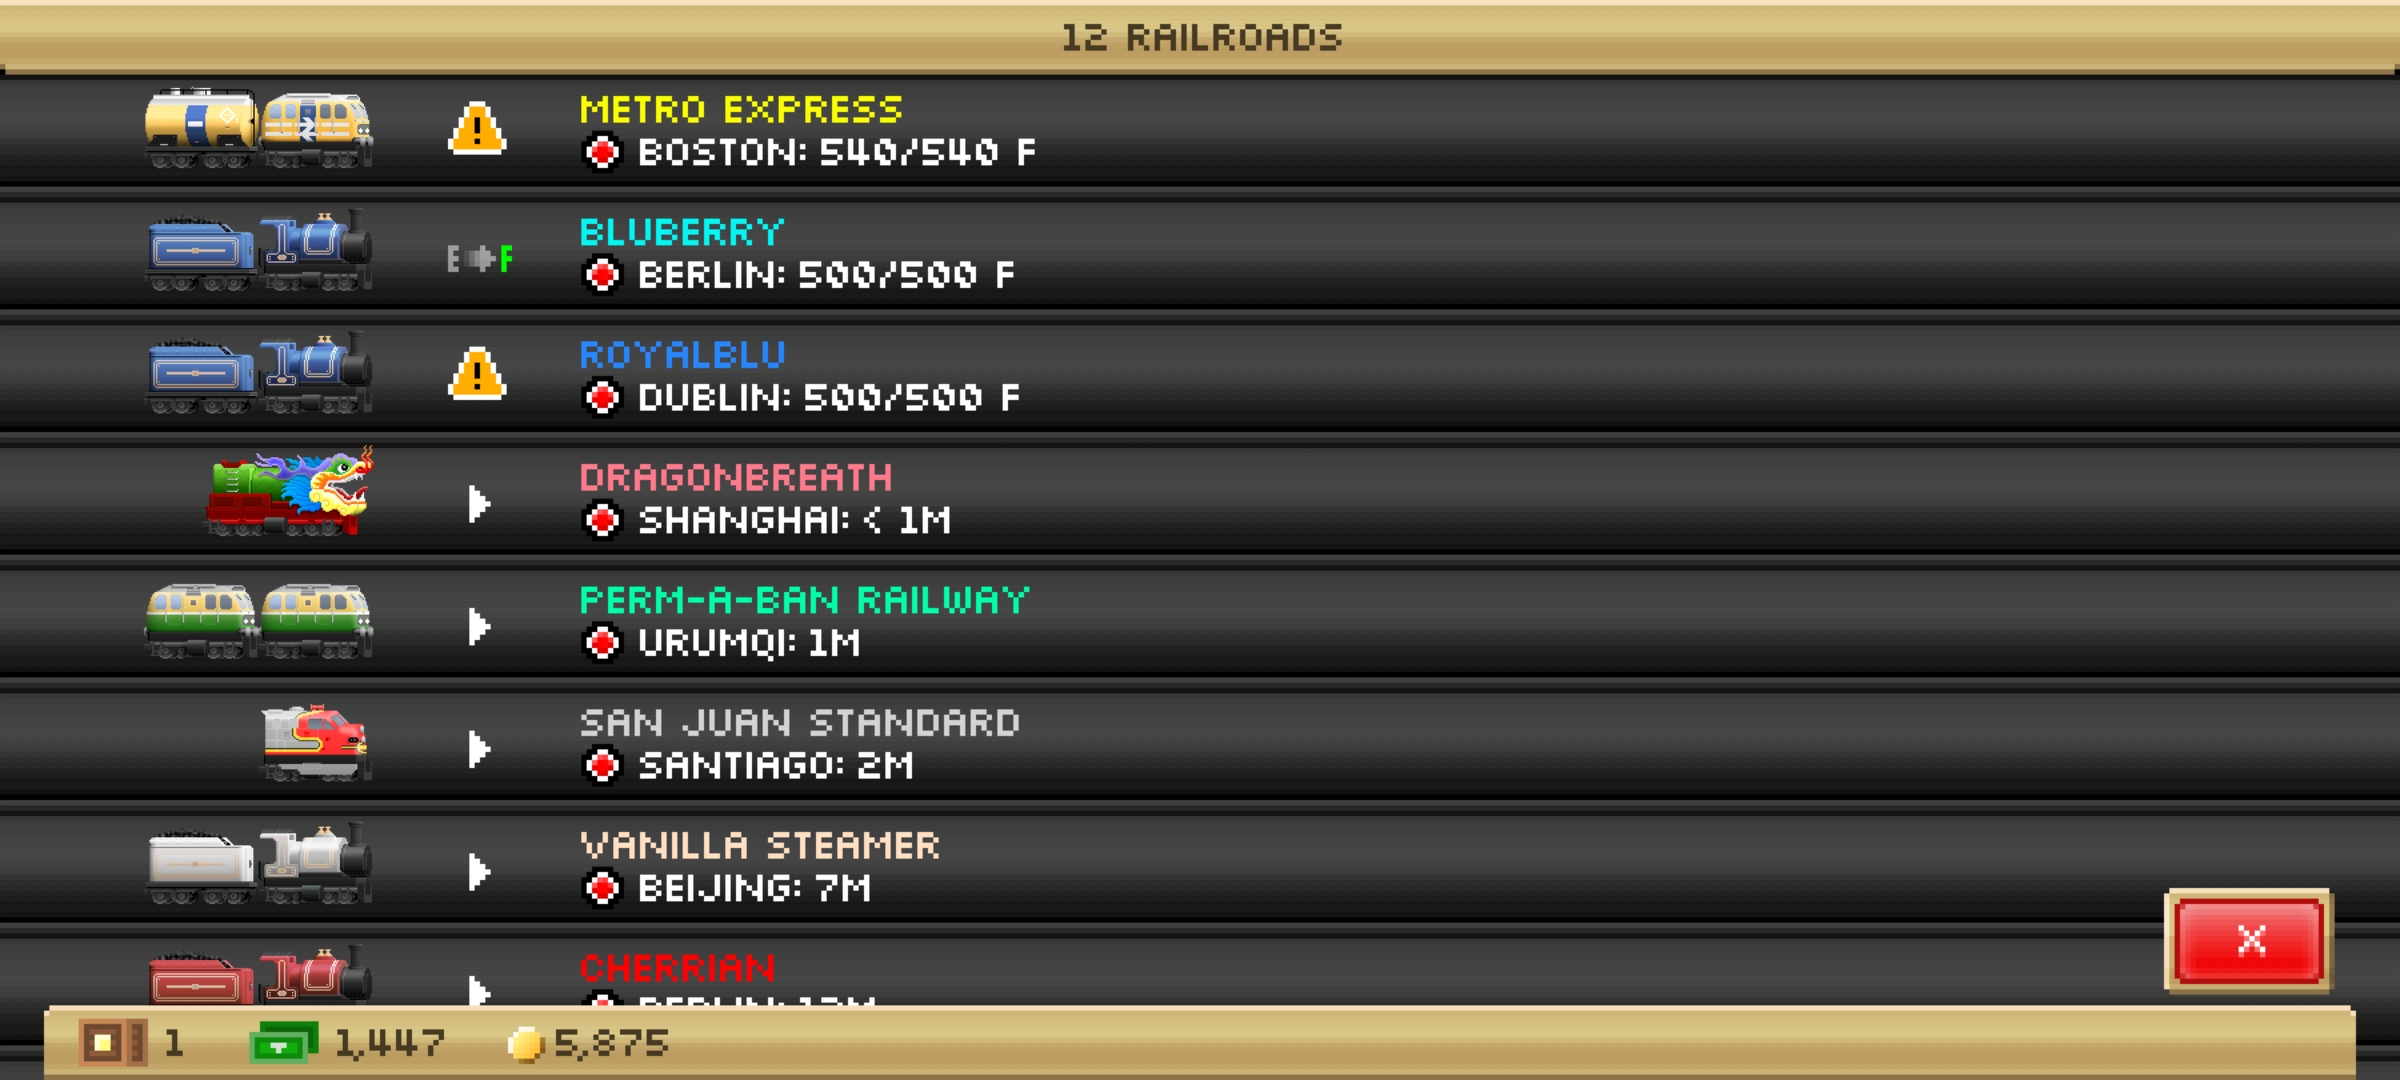 12 RAILROADS
METRO EXPRESS
BOSTON: 540/540 F
BLUBERRY
E F
BERLIN: 500/500 F
ROYALBLU
DUBLIN: 500/500 F
DRAGONBREATH
SHANGHAI: < 1M
PERM-A-BAN RAILWAY
URUMQI: 1M
SAN JUAN STANDARD
SANTIAGO: 2M
VANILLA STEAMER
BEIJING: 7M
CHERRIAN
X
1 1,447 5,875